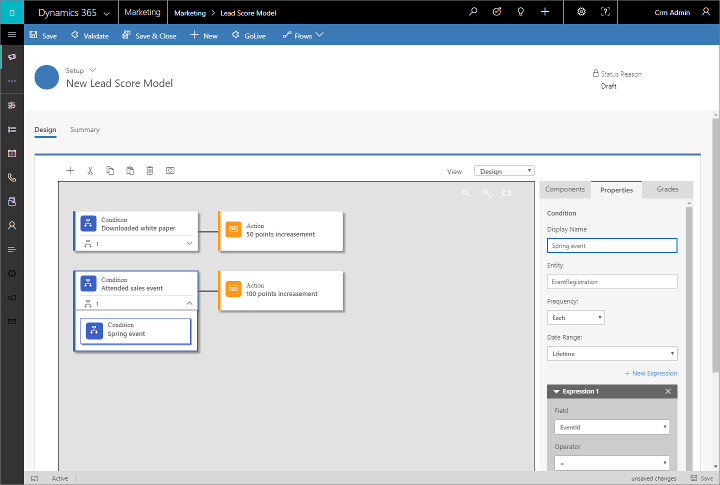 Dynamics 365 Marketing Marketing > Lead Score Model Crm Admin
Save Validate Save & Close New GoLive Flows
Setup
New Lead Score Model
Status Reason
Draft
Design Summary
View Design
Components Properties Grades
Condition
Downloaded white paper
1
Action
50 points increasement
Condition
Attended sales event
1
Action
100 points increasement
Condition
Spring event
Condition
Display Name
Spring event
Entity
EventRegistration
Frequency:
Each
Date Range:
Lifetime
+ New Expression
Expression 1
Field
EventId
Operator
=
Active unsaved changes Save